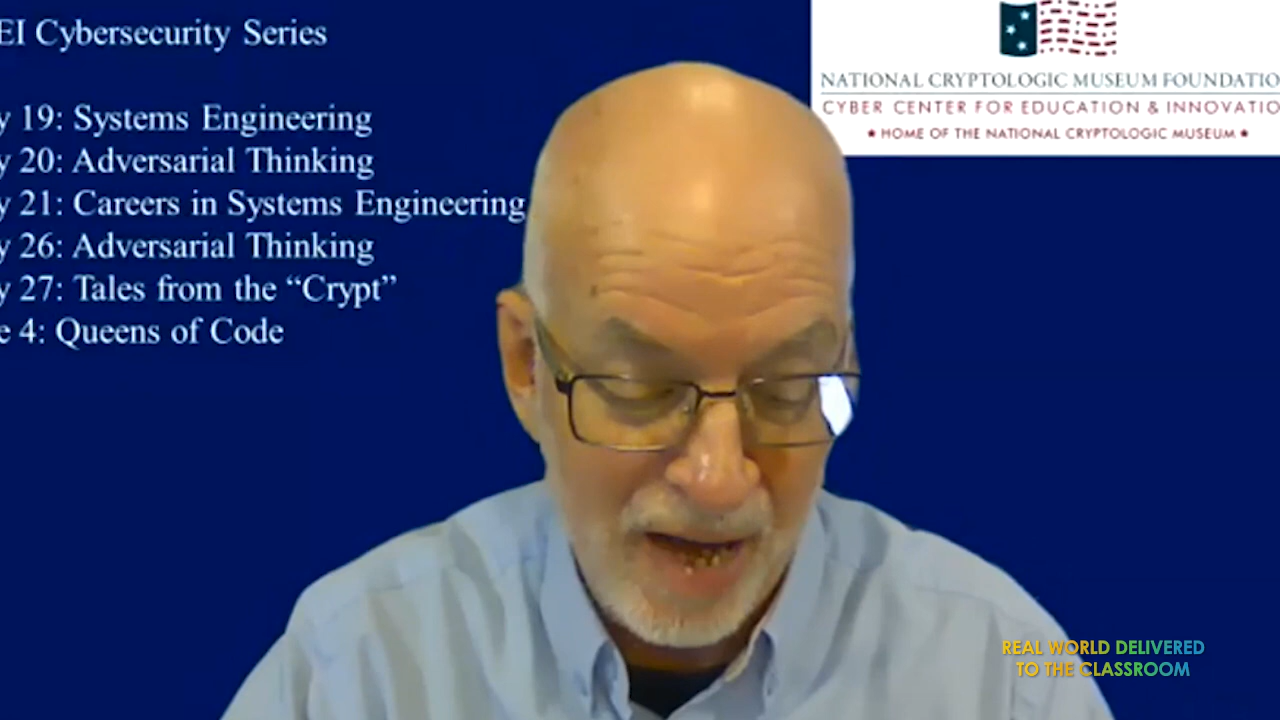 EI Cybersecurity Series
y 19: Systems Engineering
y 20: Adversarial Thinking
y 21: Careers in Systems Engineering
y 26: Adversarial Thinking
y 27: Tales from the “Crypt”
e 4: Queens of Code
NATIONAL CRYPTOLOGIC MUSEUM FOUNDATIO
CYBER CENTER FOR EDUCATION & INNOVATIO
★ HOME OF THE NATIONAL CRYPTOLOGIC MUSEUM ★
REAL WORLD DELIVERED
TO THE CLASSROOM